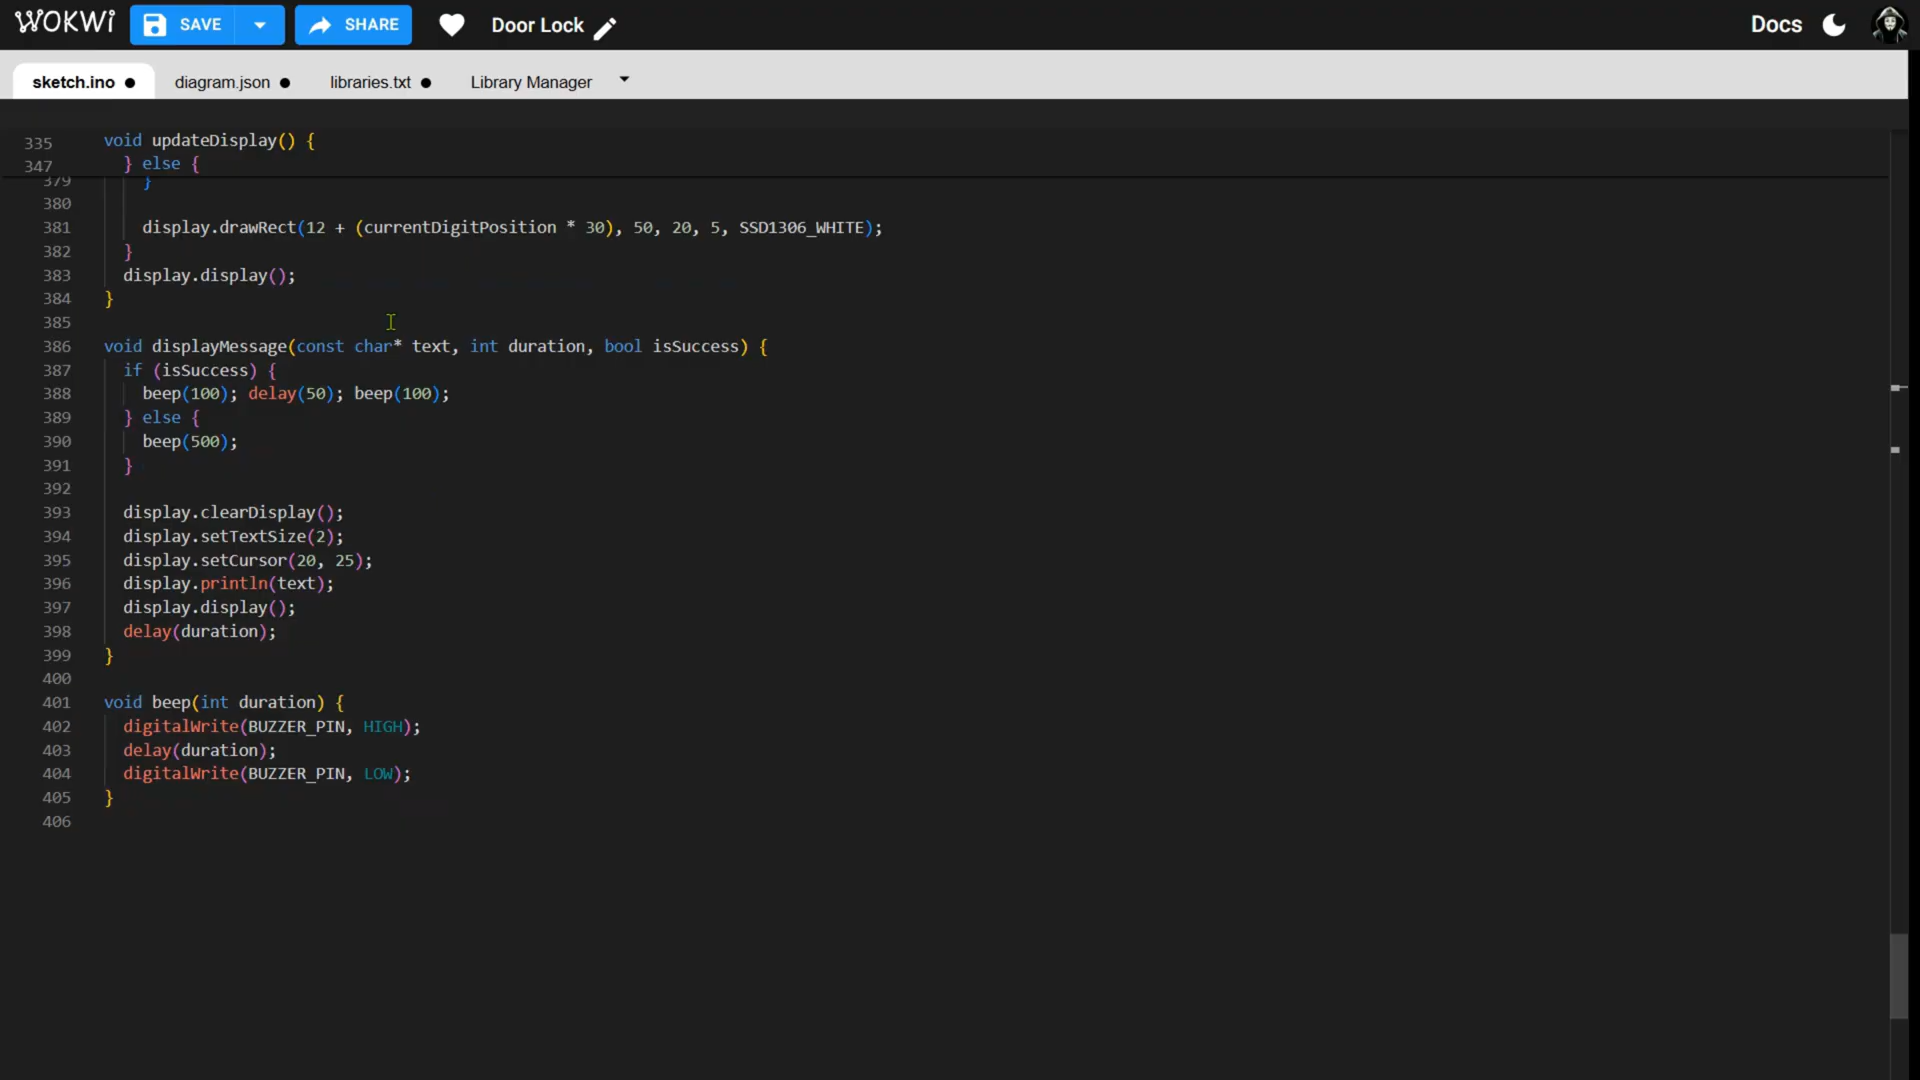 WOKWi SAVE SHARE Door Lock Docs
sketch.ino diagram.json libraries.txt Library Manager
335 void updateDisplay() {
347 } else {
379 }
380
381 display.drawRect(12 + (currentDigitPosition * 30), 50, 20, 5, SSD1306_WHITE);
382 }
383 display.display();
384 }
385
386 void displayMessage(const char* text, int duration, bool isSuccess) {
387 if (isSuccess) {
388 beep(100); delay(50); beep(100);
389 } else {
390 beep(500);
391 }
392
393 display.clearDisplay();
394 display.setTextSize(2);
395 display.setCursor(20, 25);
396 display.println(text);
397 display.display();
398 delay(duration);
399 }
400
401 void beep(int duration) {
402 digitalWrite(BUZZER_PIN, HIGH);
403 delay(duration);
404 digitalWrite(BUZZER_PIN, LOW);
405 }
406